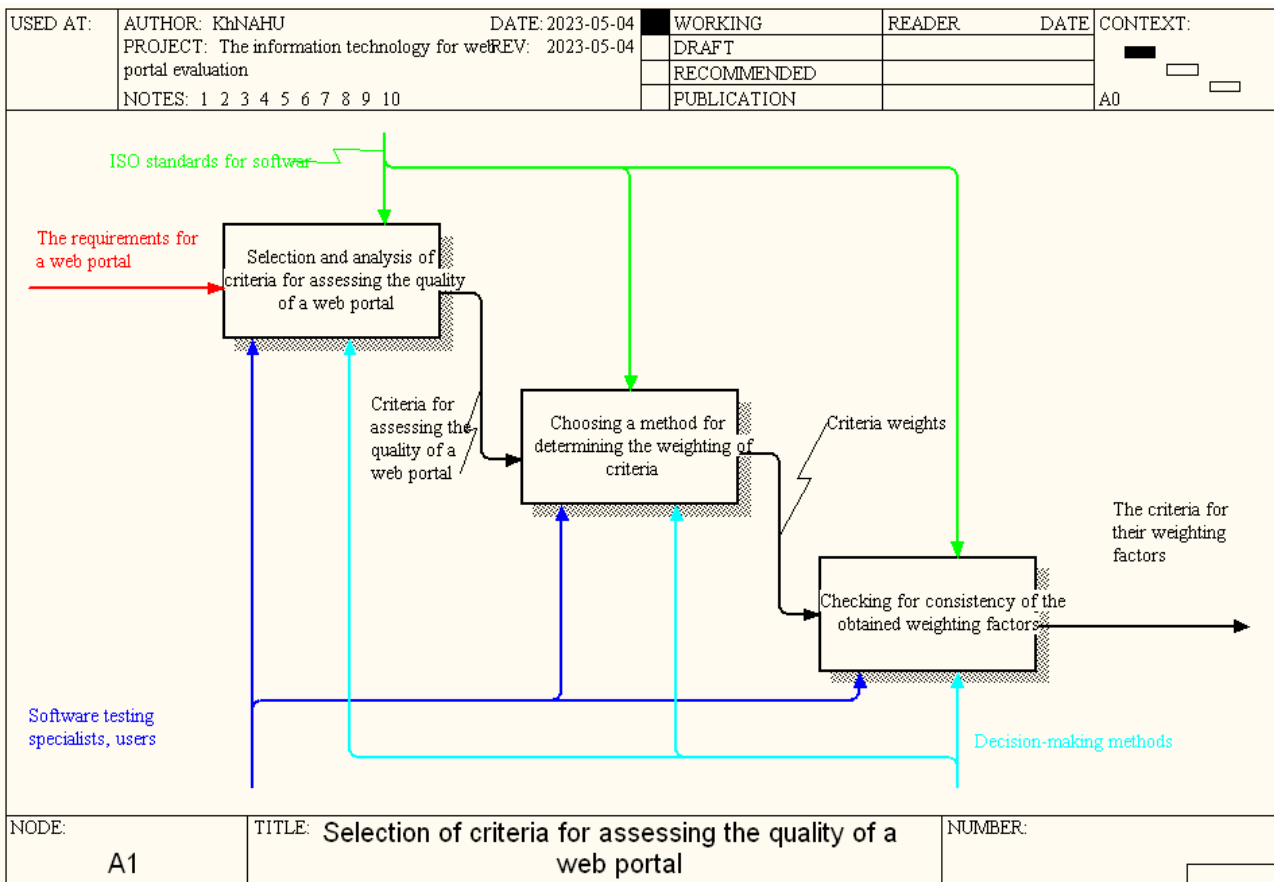 USED AT:
AUTHOR: KhNAHU
DATE: 2023-05-04
PROJECT: The information technology for web
REV: 2023-05-04
portal evaluation
NOTES: 1 2 3 4 5 6 7 8 9 10
WORKING
DRAFT
RECOMMENDED
PUBLICATION
READER
DATE
CONTEXT:
A0
ISO standards for softwar
The requirements for
a web portal
Selection and analysis of
criteria for assessing the quality
of a web portal
Criteria for
assessing the
quality of a
web portal
Choosing a method for
determining the weighting of
criteria
Criteria weights
The criteria for
their weighting
factors
Checking for consistency of the
obtained weighting factors
Software testing
specialists, users
Decision-making methods
NODE:
A1
TITLE:
Selection of criteria for assessing the quality of a
web portal
NUMBER: